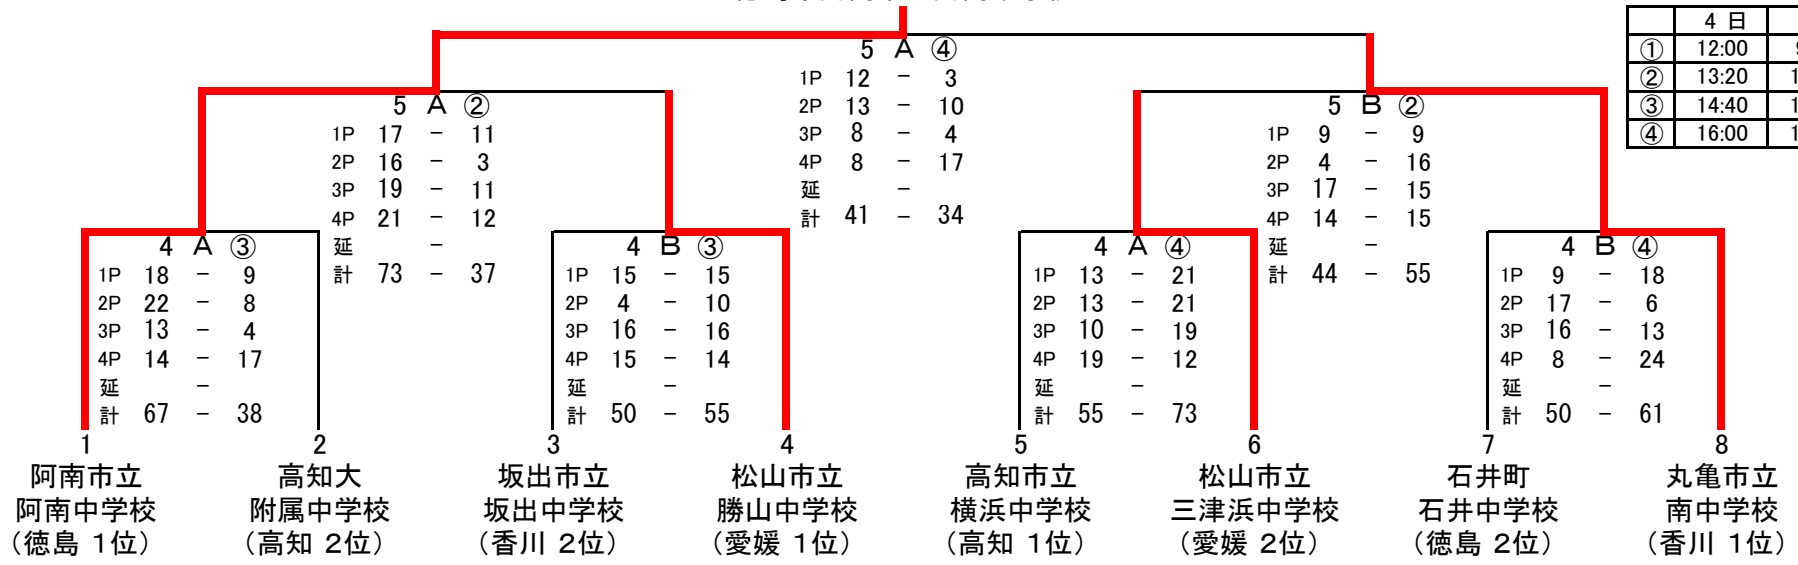 4 日
① 12:00
② 13:20
③ 14:40
④ 16:00
5 A ④
1P 12 － 3
2P 13 － 10
3P 8 － 4
4P 8 － 17
延 －
計 41 － 34
5 A ②
1P 17 － 11
2P 16 － 3
3P 19 － 11
4P 21 － 12
延 －
計 73 － 37
5 B ②
1P 9 － 9
2P 4 － 16
3P 17 － 15
4P 14 － 15
延 －
計 44 － 55
4 A ③
1P 18 － 9
2P 22 － 8
3P 13 － 4
4P 14 － 17
延 －
計 67 － 38
4 B ③
1P 15 － 15
2P 4 － 10
3P 16 － 16
4P 15 － 14
延 －
計 50 － 55
4 A ④
1P 13 － 21
2P 13 － 21
3P 10 － 19
4P 19 － 12
延 －
計 55 － 73
4 B ④
1P 9 － 18
2P 17 － 6
3P 16 － 13
4P 8 － 24
延 －
計 50 － 61
1
阿南市立
阿南中学校
（徳島 1位）
2
高知大
附属中学校
（高知 2位）
3
坂出市立
坂出中学校
（香川 2位）
4
松山市立
勝山中学校
（愛媛 1位）
5
高知市立
横浜中学校
（高知 1位）
6
松山市立
三津浜中学校
（愛媛 2位）
7
石井町
石井中学校
（徳島 2位）
8
丸亀市立
南中学校
（香川 1位）